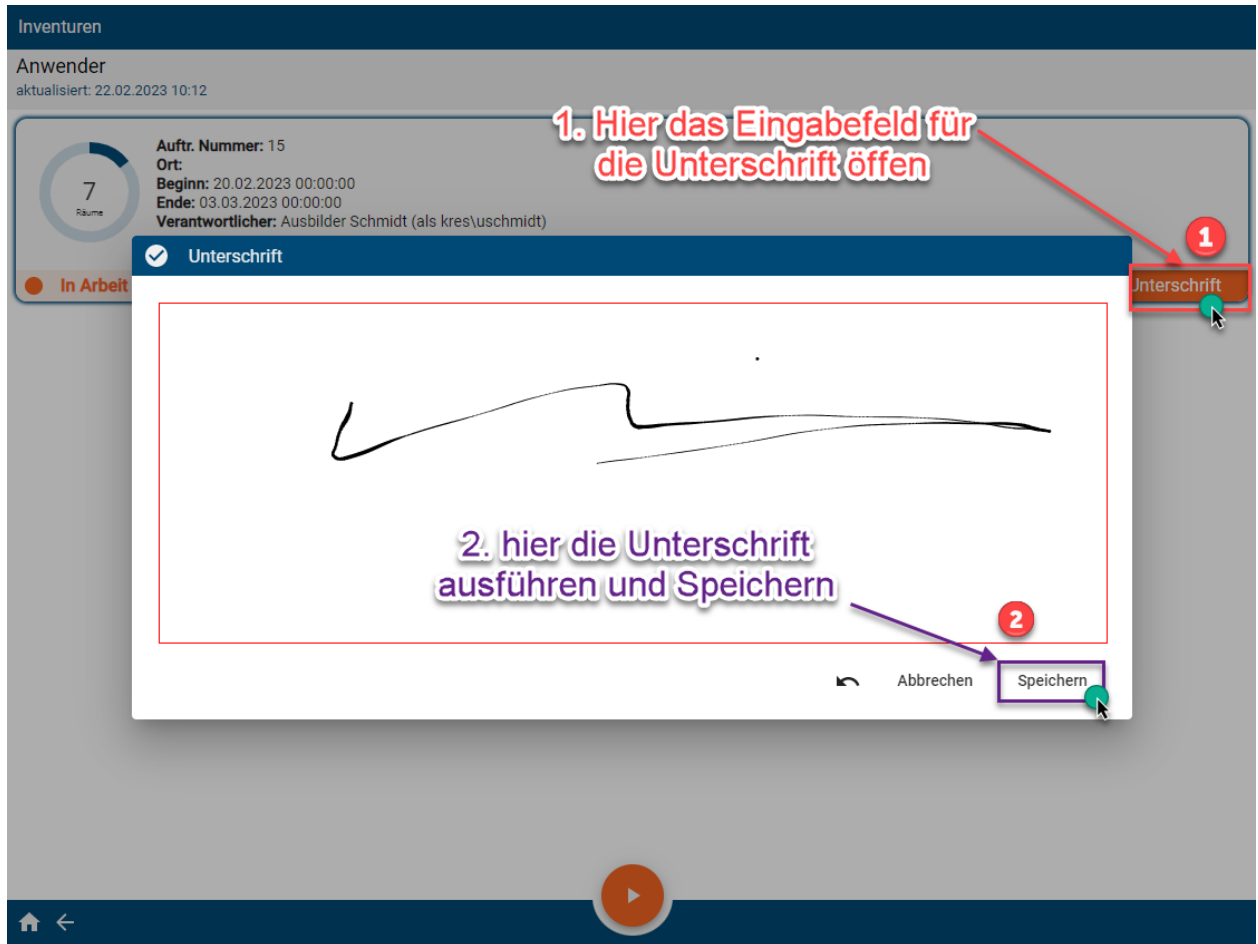 Inventuren
Anwender
aktualisiert: 22.02.2023 10:12
1. Hier das Eingabefeld für
die Unterschrift öffen
7
Räume
Auftr. Nummer: 15
Ort:
Beginn: 20.02.2023 00:00:00
Ende: 03.03.2023 00:00:00
Verantwortlicher: Ausbilder Schmidt (als kres\uschmidt)
1
In Arbeit
Unterschrift
Unterschrift
2. hier die Unterschrift
ausführen und Speichern
2
Abbrechen
Speichern